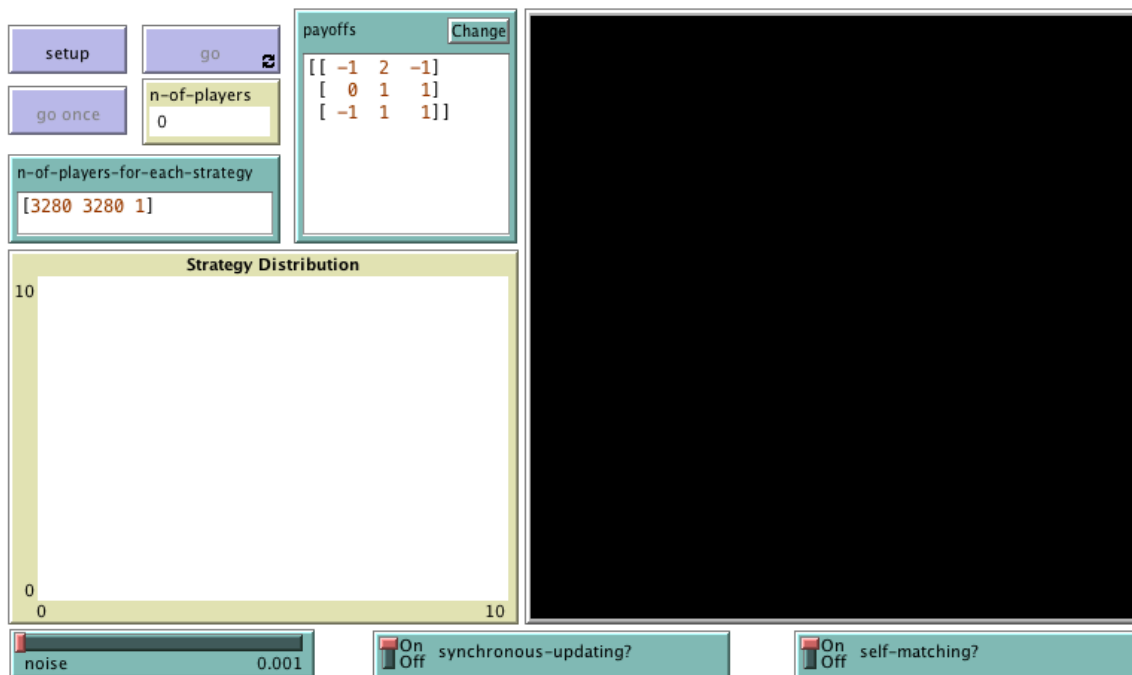 setup
go
go once
n-of-players
0
n-of-players-for-each-strategy
[3280 3280 1]
payoffs
Change
[[ -1 2 -1]
[ 0 1 1]
[ -1 1 1]]
Strategy Distribution
10
0
0
10
noise
0.001
On
Off
synchronous-updating?
On
Off
self-matching?